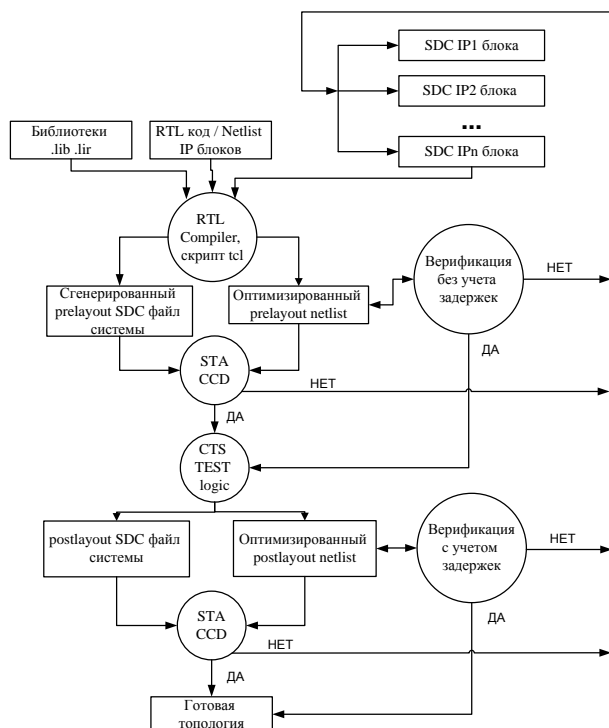 SDC IP1 блока
SDC IP2 блока
...
SDC IPn блока
Библиотеки
.lib .lir
RTL код / Netlist
IP блоков
RTL
Compiler,
скрипт tcl
Верификация
без учета
задержек
НЕТ
Сгенерированный
prelayout SDC файл
системы
Оптимизированный
prelayout netlist
ДА
STA
CCD
НЕТ
ДА
CTS
TEST
logic
postlayout SDC файл
системы
Оптимизированный
postlayout netlist
Верификация
с учетом
задержек
НЕТ
ДА
STA
CCD
НЕТ
ДА
Готовая
топология